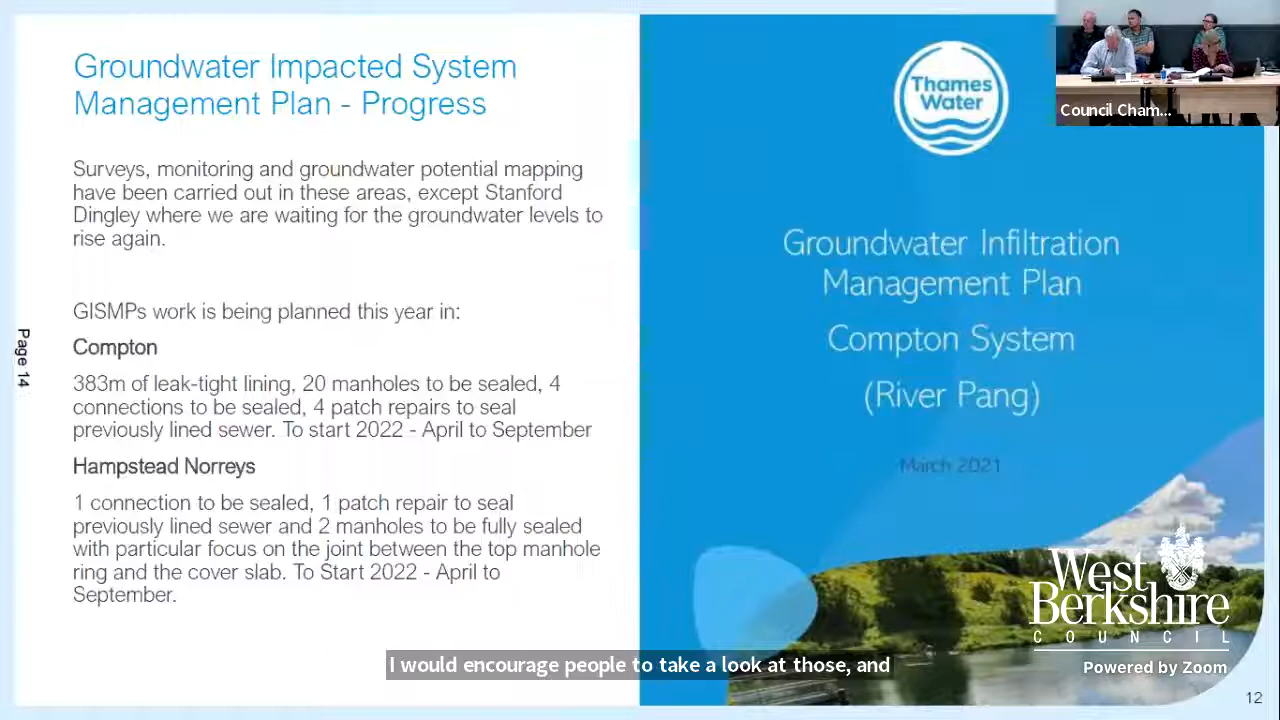 Groundwater Impacted System
Management Plan - Progress
Surveys, monitoring and groundwater potential mapping
have been carried out in these areas, except Stanford
Dingley where we are waiting for the groundwater levels to
rise again.
GISMPs work is being planned this year in:
Compton
383m of leak-tight lining, 20 manholes to be sealed, 4
connections to be sealed, 4 patch repairs to seal
previously lined sewer. To start 2022 - April to September
Hampstead Norreys
1 connection to be sealed, 1 patch repair to seal
previously lined sewer and 2 manholes to be fully sealed
with particular focus on the joint between the top manhole
ring and the cover slab. To Start 2022 - April to
September.
Page 14
Thames
Water
Groundwater Infiltration
Management Plan
Compton System
(River Pang)
March 2021
Council Cham...
West
Berkshire
COUNCIL
Powered by Zoom
12
I would encourage people to take a look at those, and